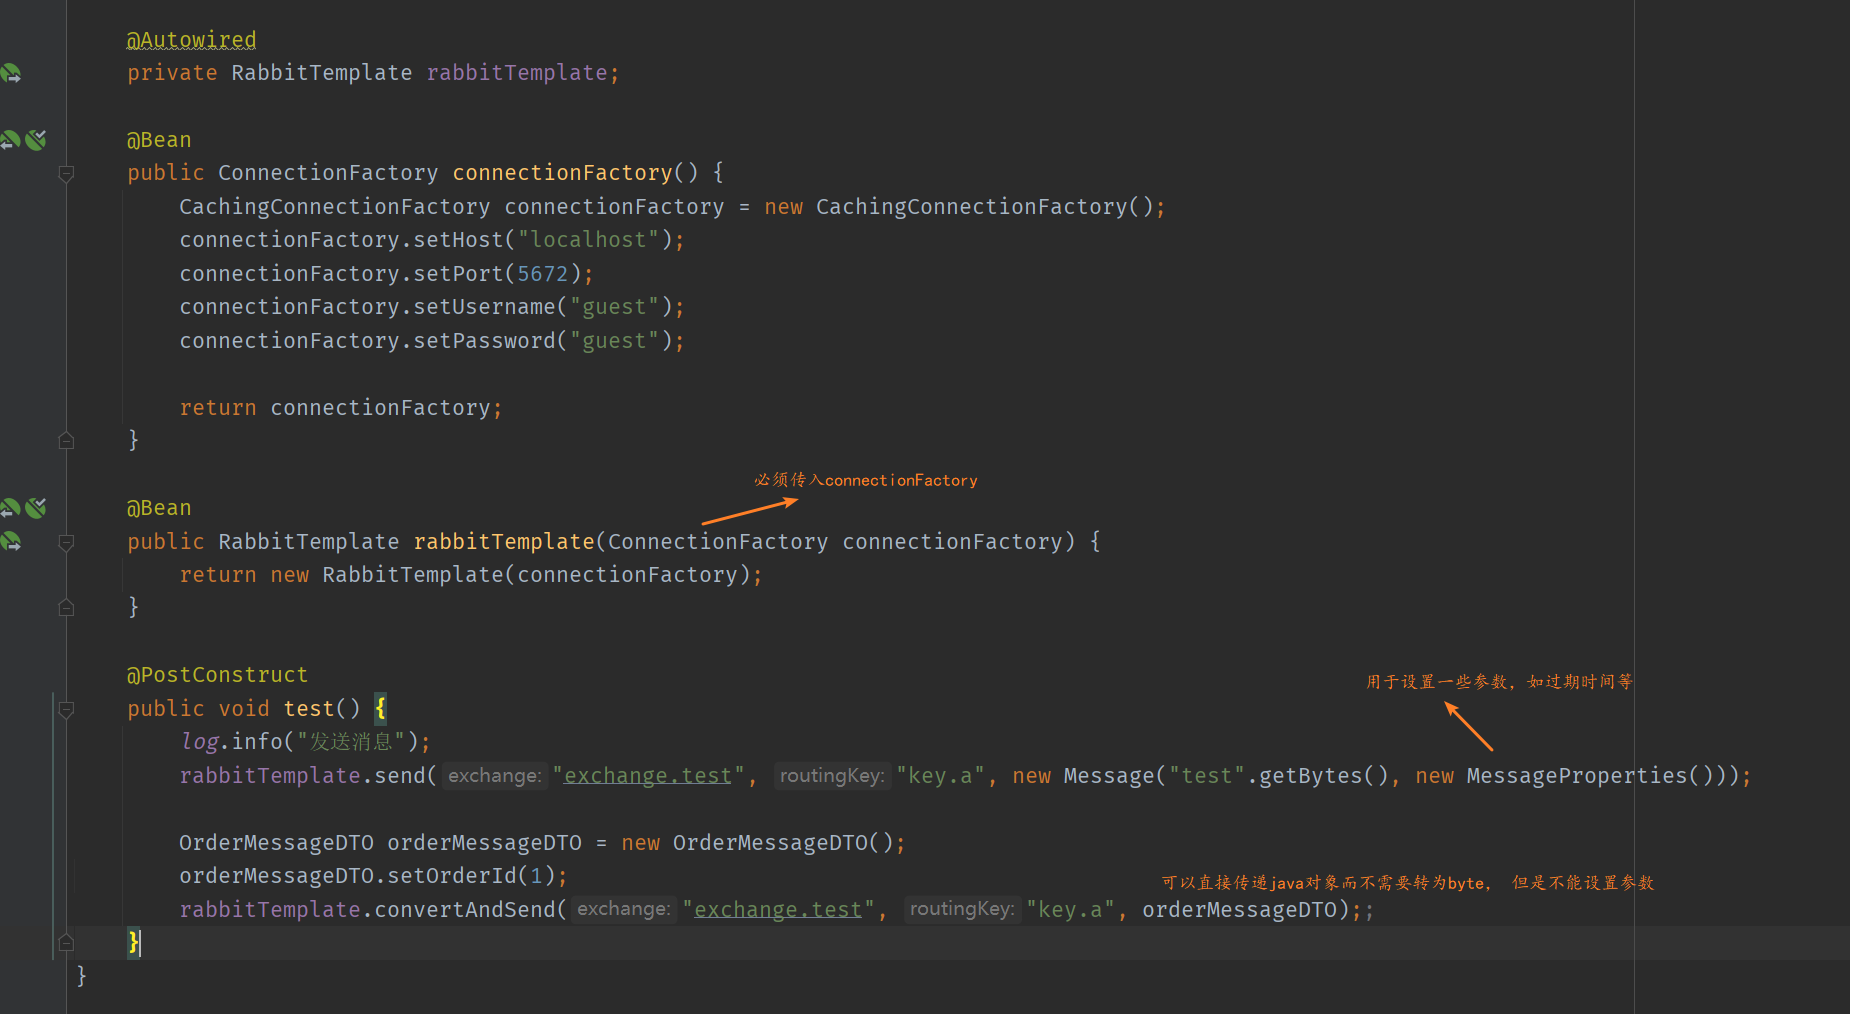 @Autowired
private RabbitTemplate rabbitTemplate;
@Bean
public ConnectionFactory connectionFactory() {
CachingConnectionFactory connectionFactory = new CachingConnectionFactory();
connectionFactory.setHost("localhost");
connectionFactory.setPort(5672);
connectionFactory.setUsername("guest");
connectionFactory.setPassword("guest");
return connectionFactory;
}
必须传入connectionFactory
@Bean
public RabbitTemplate rabbitTemplate(ConnectionFactory connectionFactory) {
return new RabbitTemplate(connectionFactory);
}
@PostConstruct
用于设置一些参数，如过期时间等
public void test() {
log.info("发送消息");
rabbitTemplate.send( exchange: "exchange.test", routingKey: "key.a", new Message("test".getBytes(), new MessageProperties()));
OrderMessageDTO orderMessageDTO = new OrderMessageDTO();
orderMessageDTO.setOrderId(1);
可以直接传递java对象而不需要转为byte， 但是不能设置参数
rabbitTemplate.convertAndSend( exchange: "exchange.test", routingKey: "key.a", orderMessageDTO);;
}
}